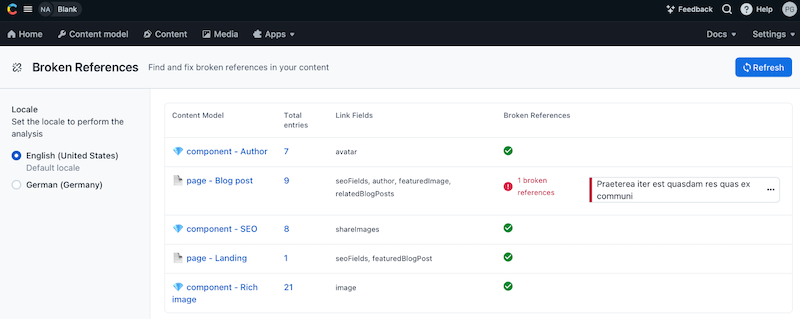 NA Blank Feedback Help PG
Home Content model Content Media Apps Docs Settings
Broken References Find and fix broken references in your content Refresh
Locale
Set the locale to perform the
analysis
English (United States)
Default locale
German (Germany)
Content Model Total entries Link Fields Broken References
component - Author 7 avatar
page - Blog post 9 seoFields, author, featuredImage,
relatedBlogPosts
1 broken
references
Praeterea iter est quasdam res quas ex
communi
component - SEO 8 shareImages
page - Landing 1 seoFields, featuredBlogPost
component - Rich
image 21 image